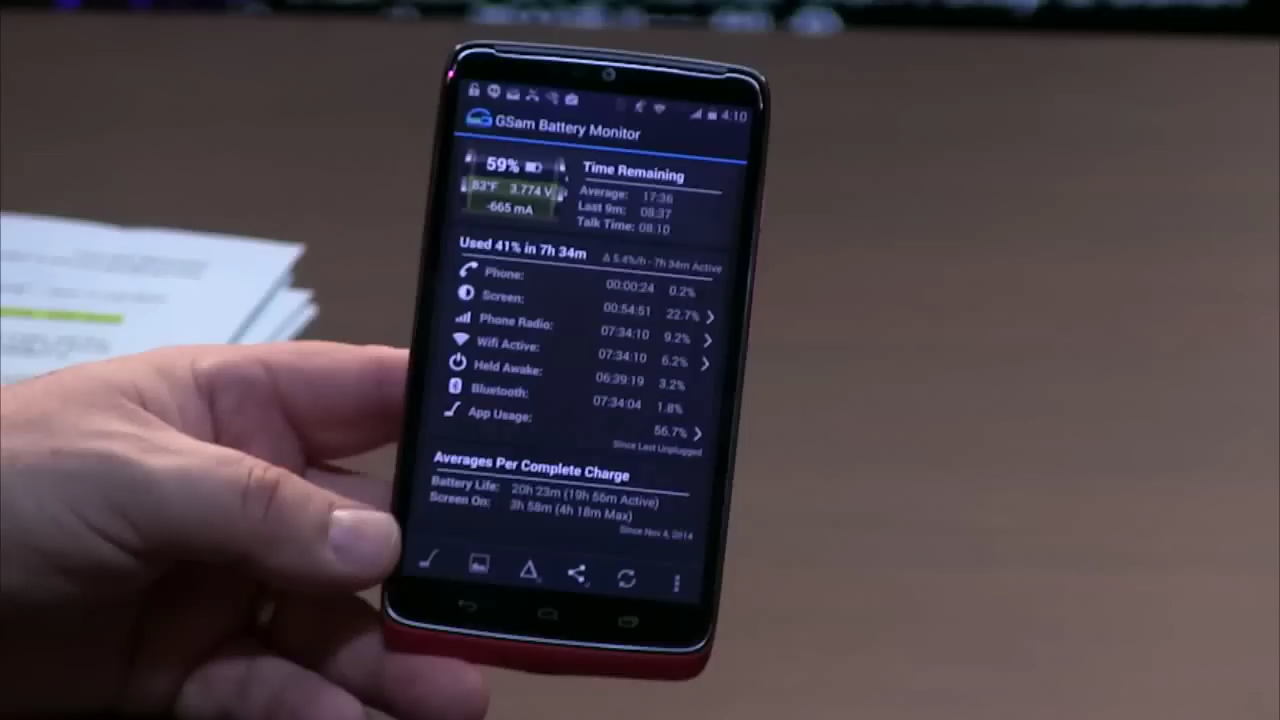 4:10
GSam Battery Monitor
59%
83°F 3.774 V
-665 mA
Time Remaining
Average: 17:36
Last 9m: 08:37
Talk Time: 08:10
Used 41% in 7h 34m
Δ 5.4%/h - 7h 34m Active
Phone: 00:00:24 0.2%
Screen: 00:54:51 22.7%
Phone Radio: 07:34:10 9.2%
Wifi Active: 07:34:10 6.2%
Held Awake: 06:39:19 3.2%
Bluetooth: 07:34:04 1.8%
App Usage: 56.7%
Since Last Unplugged
Averages Per Complete Charge
Battery Life: 20h 23m (19h 56m Active)
Screen On: 3h 58m (4h 18m Max)
Since Nov 4, 2014